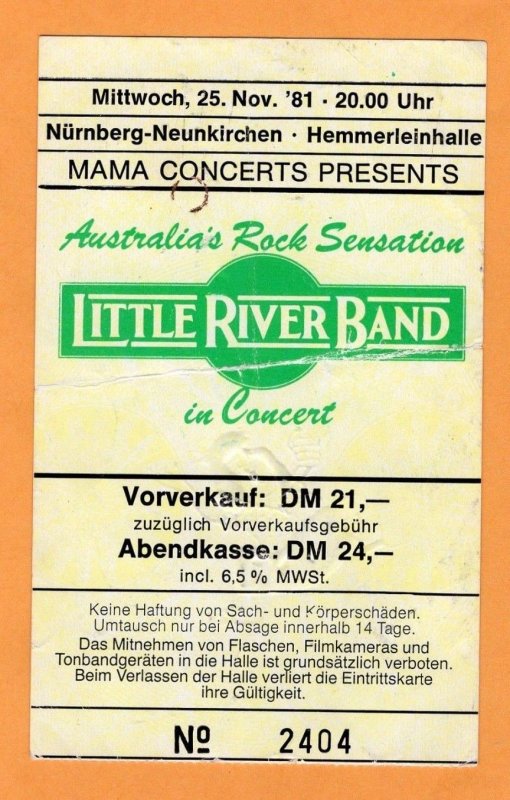 Mittwoch, 25. Nov. '81 · 20.00 Uhr
Nürnberg-Neunkirchen · Hemmerleinhalle
MAMA CONCERTS PRESENTS
Australia's Rock Sensation
LITTLE RIVER BAND
in Concert
Vorverkauf: DM 21,—
zuzüglich Vorverkaufsgebühr
Abendkasse: DM 24,—
incl. 6,5 % MWSt.
Keine Haftung von Sach- und Körperschäden.
Umtausch nur bei Absage innerhalb 14 Tage.
Das Mitnehmen von Flaschen, Filmkameras und
Tonbandgeräten in die Halle ist grundsätzlich verboten.
Beim Verlassen der Halle verliert die Eintrittskarte
ihre Gültigkeit.
Nº 2404